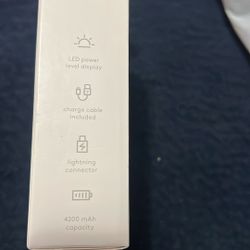 LED power
level display
charge cable
included
lightning
connector
4200 mAh
capacity